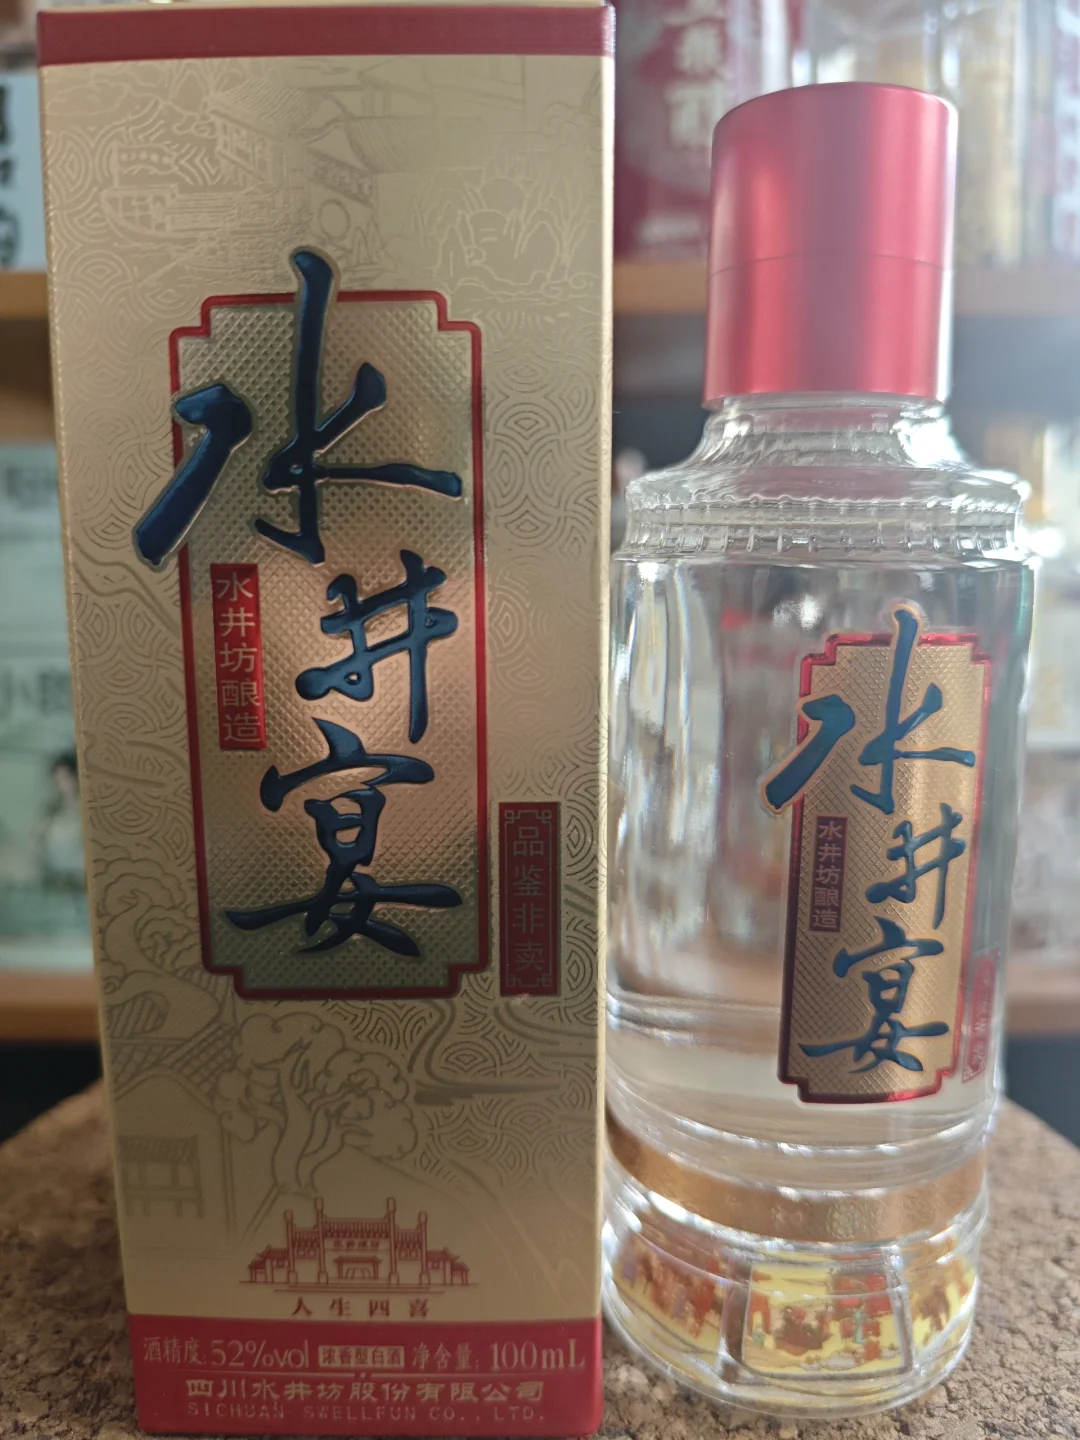 水井宴
水井坊酿造
品鉴非卖
人生四喜
酒精度:52%vol 浓香型白酒 净含量:100mL
四川水井坊股份有限公司
SICHUAN SWELLFUN CO.,LTD.
水井宴
水井坊酿造